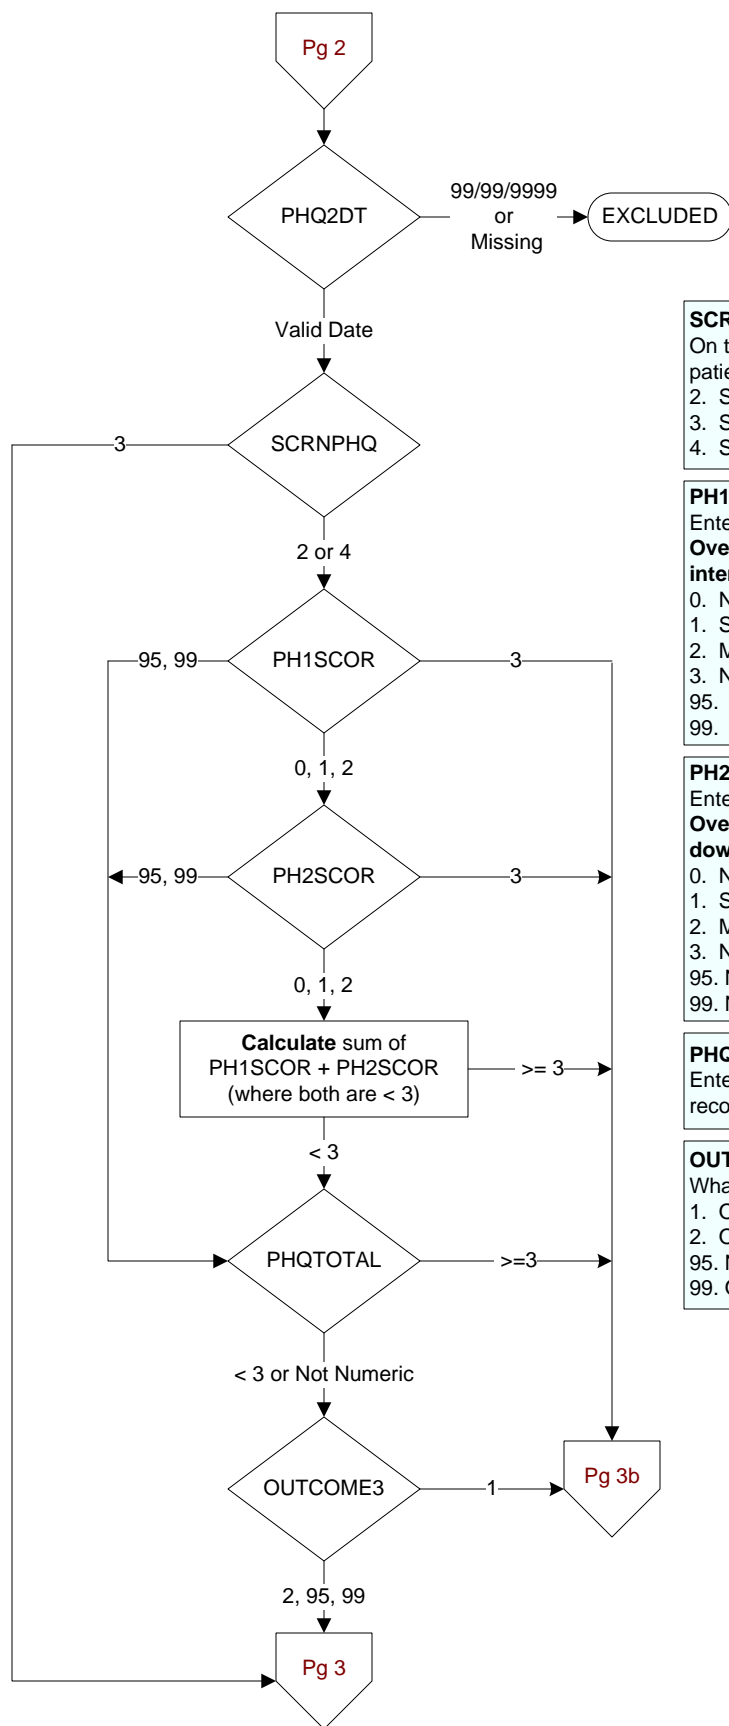 Pg 2
PHQ2DT
99/99/9999
or
Missing
EXCLUDED
Valid Date
SCRNPHQ
3
2 or 4
PH1SCOR
95, 99
3
0, 1, 2
PH2SCOR
95, 99
3
0, 1, 2
Calculate sum of
PH1SCOR + PH2SCOR
(where both are < 3)
>= 3
< 3
PHQTOTAL
>=3
< 3 or Not Numeric
OUTCOME3
1
Pg 3b
2, 95, 99
Pg 3
SCR
On t
patie
2. S
3. S
4. S
PH1
Ente
Ove
inter
0. N
1. S
2. M
3. N
95.
99.
PH2
Ente
Ove
dow
0. N
1. S
2. M
3. N
95. N
99. N
PHQ
Ente
reco
OUT
Wha
1. C
2. C
95. N
99. C